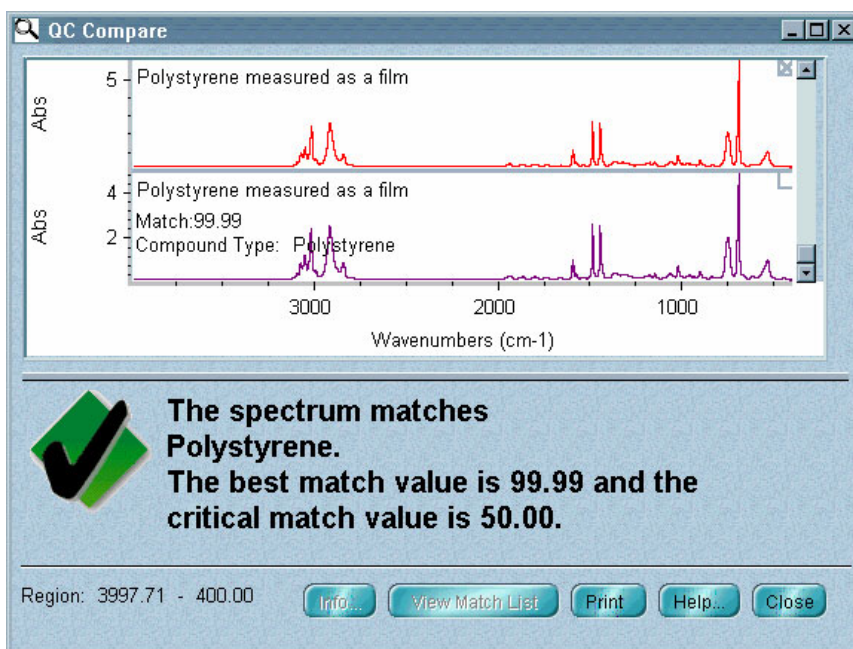 QC Compare
Abs
5
Polystyrene measured as a film
Abs
4
2
Polystyrene measured as a film
Match:99.99
Compound Type: Polystyrene
3000 2000 1000
Wavenumbers (cm-1)
The spectrum matches
Polystyrene.
The best match value is 99.99 and the
critical match value is 50.00.
Region: 3997.71 - 400.00 Info... View Match List Print Help... Close